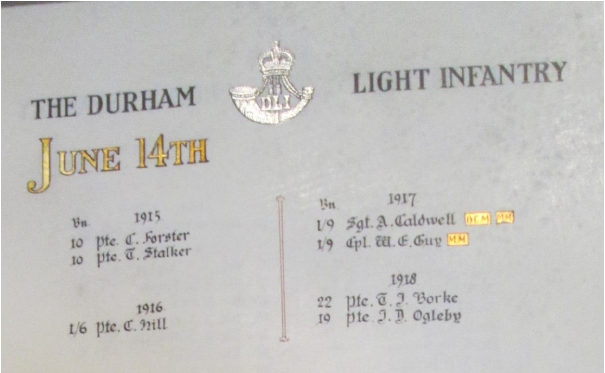 THE DURHAM LIGHT INFANTRY
DLI
JUNE 14TH
Bn 1915
10 Pte. C. Forster
10 Pte. T. Stalker
1916
1/6 Pte. C. Hill
Bn 1917
1/9 Sgt. A. Caldwell DCM MM
1/9 Cpl. W. E. Guy MM
1918
22 Pte. T. J. Borke
19 Pte. J. D. Ogleby